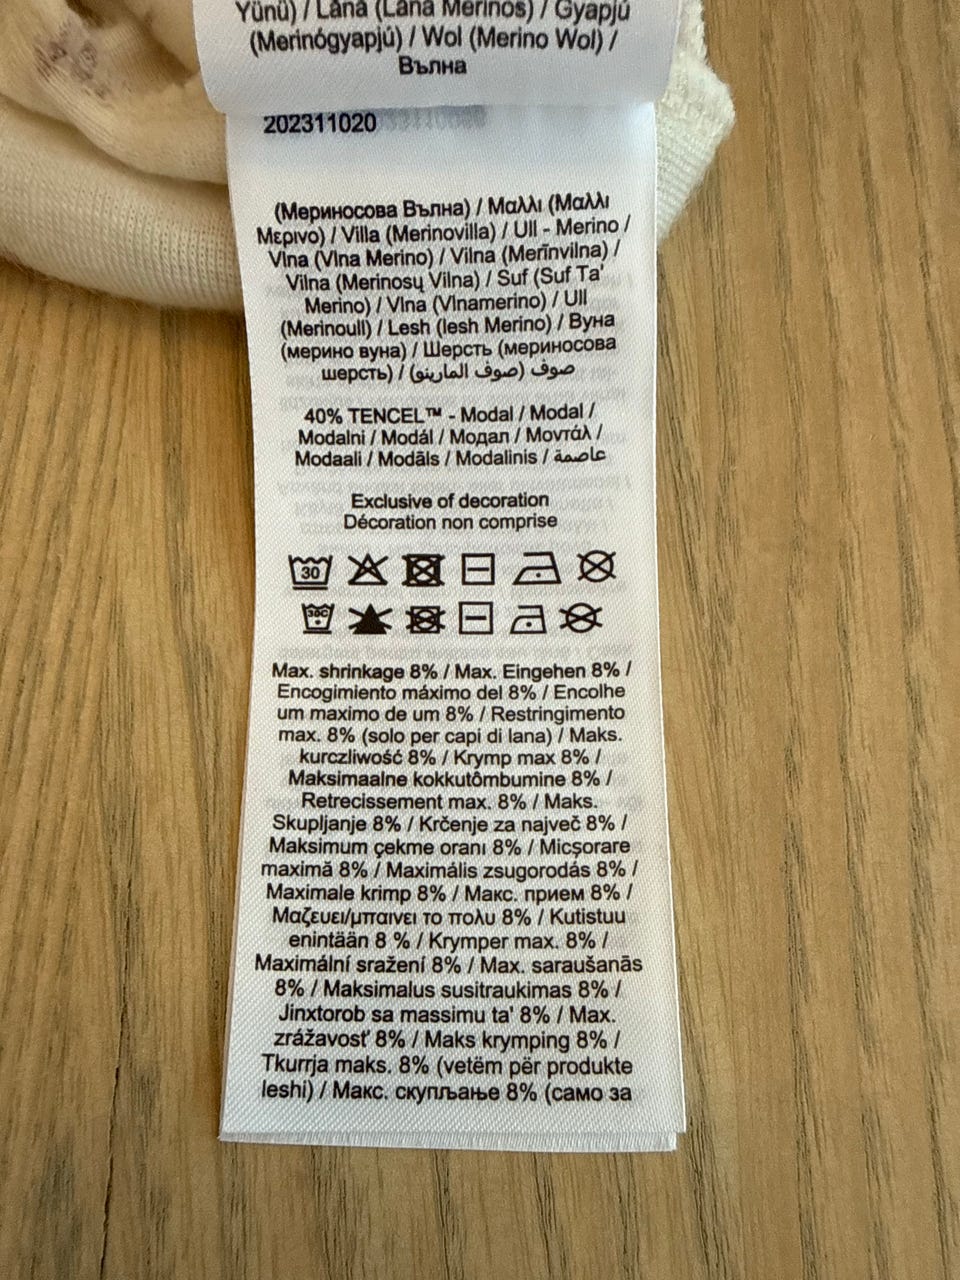 Yünü) / Lână (Lână Merinos) / Gyapjú
(Merinógyapjú) / Wol (Merino Wol) /
Вълна
202311020
(Мериносова Вълна) / Μαλλι (Μαλλι
Μερινο) / Villa (Merinovilla) / Ull - Merino /
Vlna (Vlna Merino) / Vilna (Merīnvilna) /
Vilna (Merinosų Vilna) / Suf (Suf Ta'
Merino) / Vlna (Vlnamerino) / Ull
(Merinoull) / Lesh (lesh Merino) / Вуна
(мерино вуна) / Шерсть (мериносова
шерсть) / صوف (صوف المارينو)
40% TENCEL™ - Modal / Modal /
Modalni / Modál / Модал / Μοντάλ /
Modaali / Modāls / Modalinis / عاصمة
Exclusive of decoration
Décoration non comprise
30
30C
Max. shrinkage 8% / Max. Eingehen 8% /
Encogimiento máximo del 8% / Encolhe
um maximo de um 8% / Restringimento
max. 8% (solo per capi di lana) / Maks.
kurczliwość 8% / Krymp max 8% /
Maksimaalne kokkutõmbumine 8% /
Retrecissement max. 8% / Maks.
Skupljanje 8% / Krčenje za največ 8% /
Maksimum çekme oranı 8% / Micșorare
maximă 8% / Maximális zsugorodás 8% /
Maximale krimp 8% / Макс. прием 8% /
Μαζευει/μπαινει το πολυ 8% / Kutistuu
enintään 8 % / Krymper max. 8% /
Maximální sražení 8% / Max. saraušanās
8% / Maksimalus susitraukimas 8% /
Jinxtorob sa massimu ta' 8% / Max.
zrážavosť 8% / Maks krymping 8% /
Tkurrja maks. 8% (vetëm për produkte
leshi) / Макс. скупљање 8% (само за